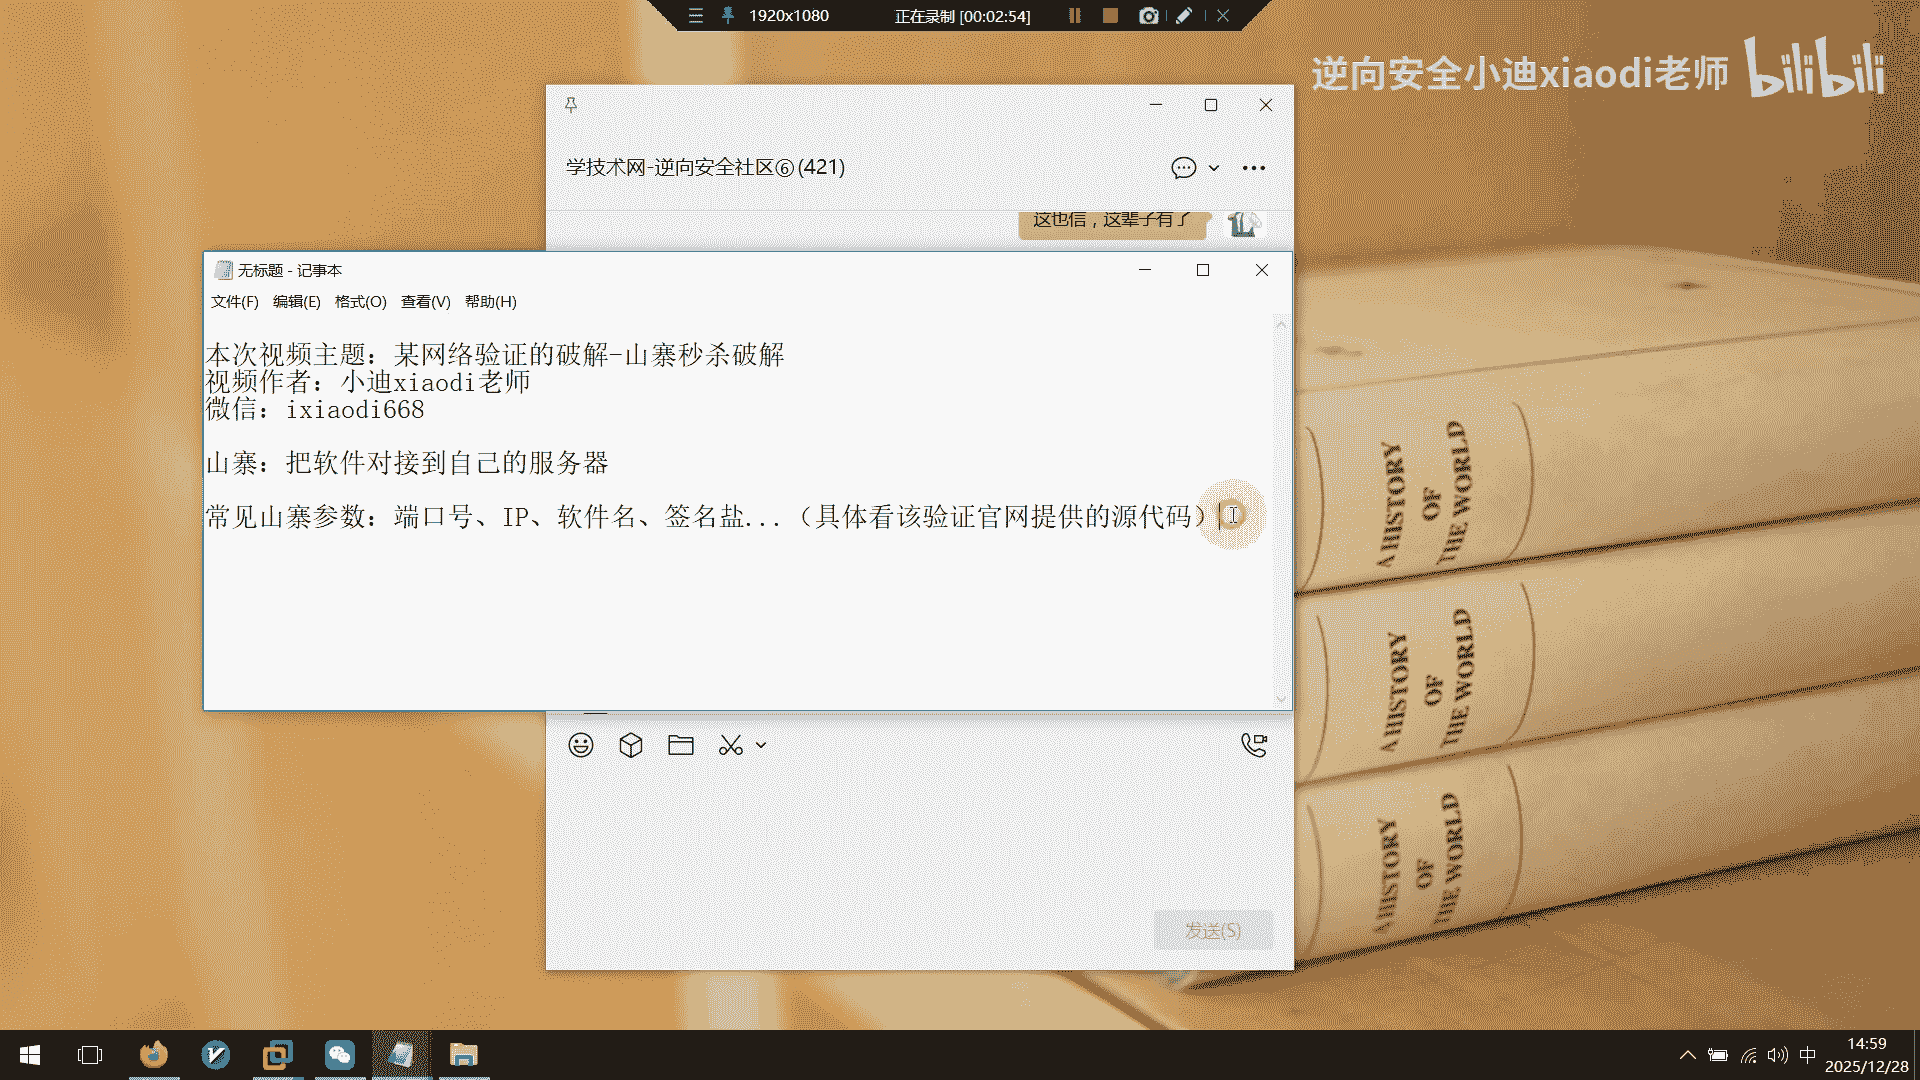 1920x1080 正在录制 [00:02:54]
逆向安全小迪xiaodi老师 bilibili
学技术网-逆向安全社区⑥(421)
这也信，这辈子有了
无标题 - 记事本
文件(F) 编辑(E) 格式(O) 查看(V) 帮助(H)
本次视频主题：某网络验证的破解-山寨秒杀破解
视频作者：小迪xiaodi老师
微信：ixiaodi668
山寨：把软件对接到自己的服务器
常见山寨参数：端口号、IP、软件名、签名盐...（具体看该验证官网提供的源代码）
发送(S)
A HISTORY
OF
THE WORLD
A HISTORY
OF
THE WORLD
A HISTORY
OF
THE WORLD
中
14:59
2025/12/28